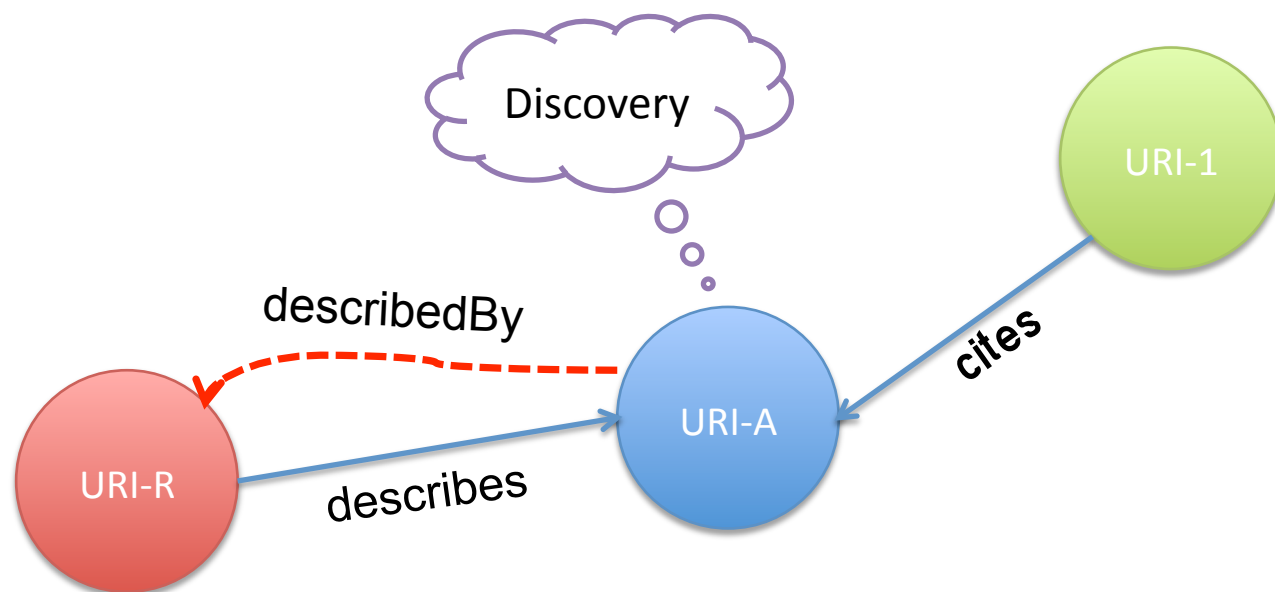 Discovery
URI-1
describedBy
cites
URI-A
URI-R
describes